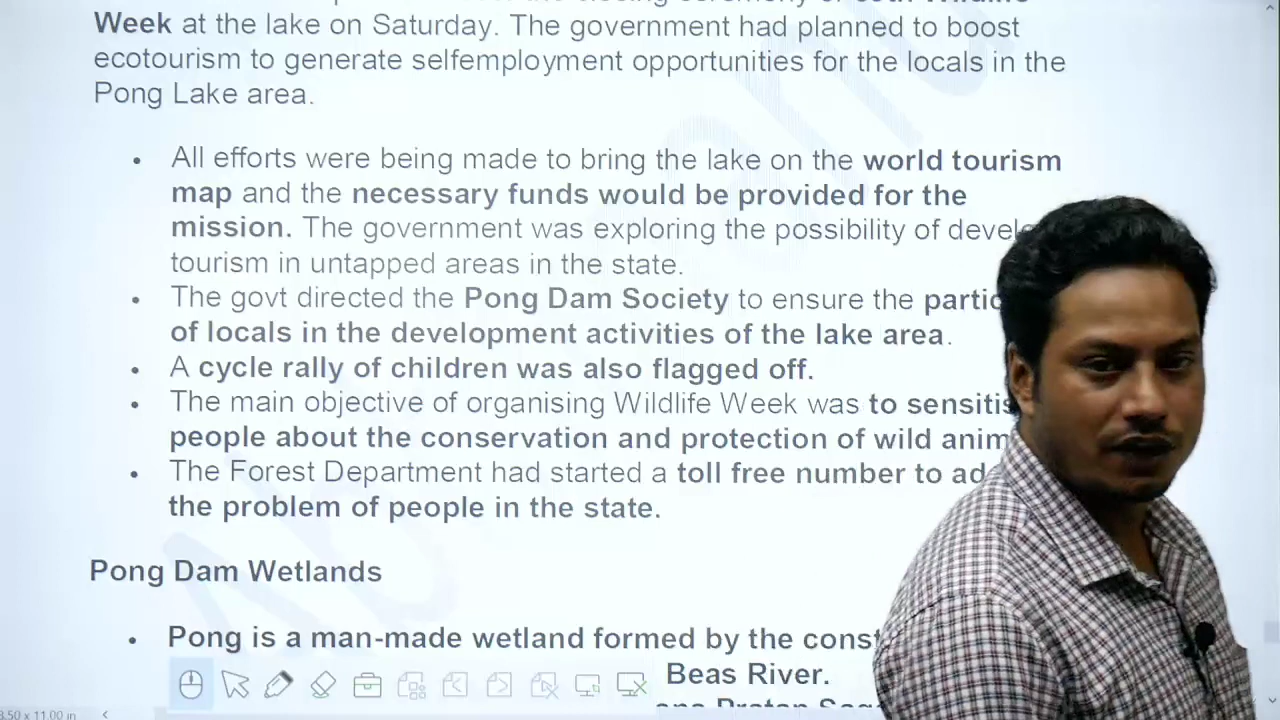 Week at the lake on Saturday. The government had planned to boost
ecotourism to generate selfemployment opportunities for the locals in the
Pong Lake area.
• All efforts were being made to bring the lake on the world tourism
map and the necessary funds would be provided for the
mission. The government was exploring the possibility of
tourism in untapped areas in the state.
• The govt directed the Pong Dam Society to ensure the
of locals in the development activities of the lake area.
• A cycle rally of children was also flagged off.
• The main objective of organising Wildlife Week was to
people about the conservation and protection of wild
• The Forest Department had started a toll free number to
the problem of people in the state.
Pong Dam Wetlands
• Pong is a man-made wetland formed by the
Beas River.